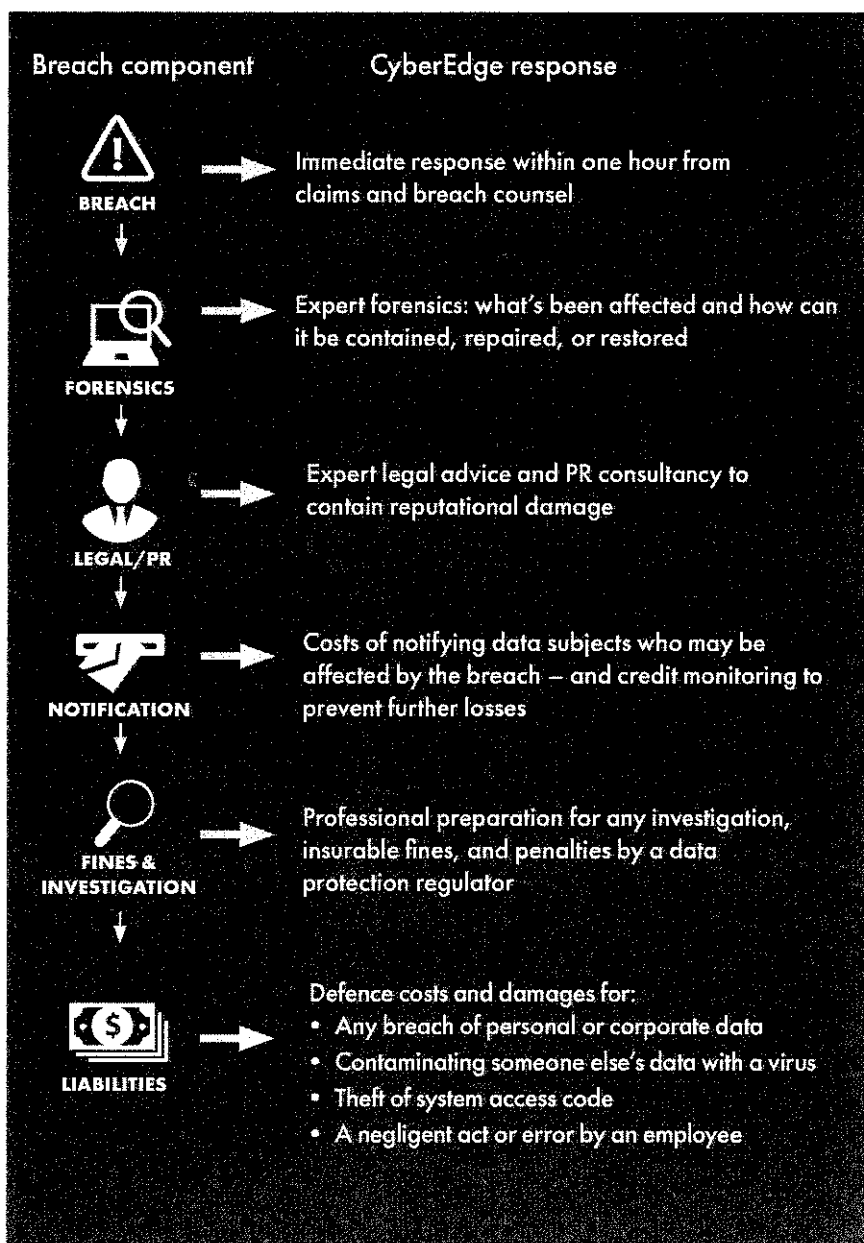 Breach component
CyberEdge response
BREACH
Immediate response within one hour from
claims and breach counsel
FORENSICS
Expert forensics: what's been affected and how can
it be contained, repaired, or restored
LEGAL/PR
Expert legal advice and PR consultancy to
contain reputational damage
NOTIFICATION
Costs of notifying data subjects who may be
affected by the breach – and credit monitoring to
prevent further losses
FINES &
INVESTIGATION
Professional preparation for any investigation,
insurable fines, and penalties by a data
protection regulator
$
LIABILITIES
Defence costs and damages for:
• Any breach of personal or corporate data
• Contaminating someone else's data with a virus
• Theft of system access code
• A negligent act or error by an employee